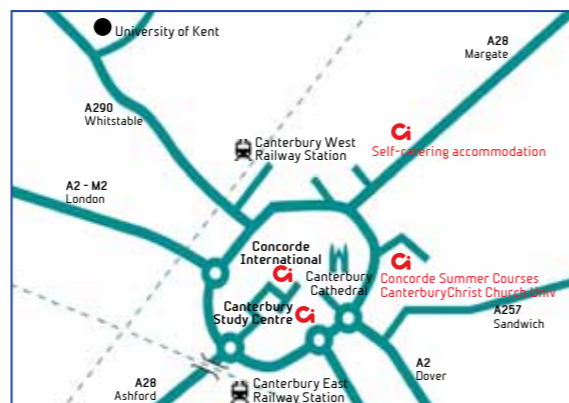 University of Kent
A28
Margate
A290
Whitstable
Canterbury West
Railway Station
Ci
Self-catering accommodation
A2 - M2
London
Concorde
International
Ci
Canterbury
Cathedral
Ci
Concorde Summer Courses
CanterburyChrist Church Univ
Canterbury
Study Centre
Ci
A257
Sandwich
A2
Dover
A28
Ashford
Canterbury East
Railway Station